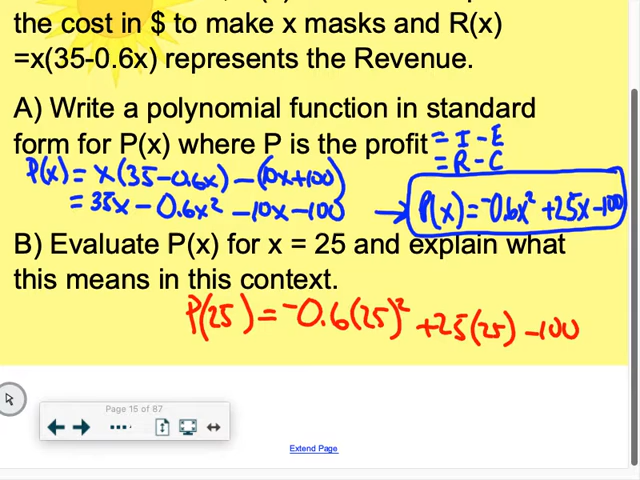 the cost in $ to make x masks and R(x)
=x(35-0.6x) represents the Revenue.
A) Write a polynomial function in standard
form for P(x) where P is the profit = I - E
= R - C
P(x) = x(35-0.6x) - (10x+100)
= 35x - 0.6x² - 10x - 100 → P(x) = -0.6x² + 25x - 100
B) Evaluate P(x) for x = 25 and explain what
this means in this context.
P(25) = -0.6(25)² + 25(25) - 100
Page 15 of 87
Extend Page